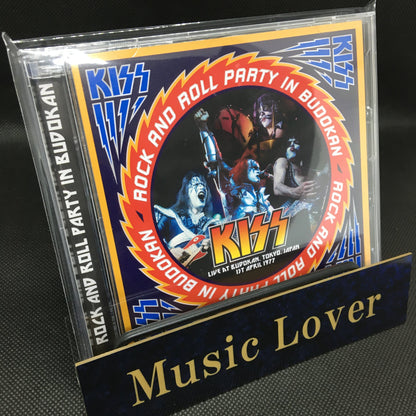 KISS
ROCK AND ROLL PARTY IN BUDOKAN
ROCK AND ROLL PARTY IN BUDOKAN
ROCK AND ROLL PARTY IN BUDOKAN
KISS
LIVE AT BUDOKAN, TOKYO, JAPAN
1ST APRIL 1977
Music Lover